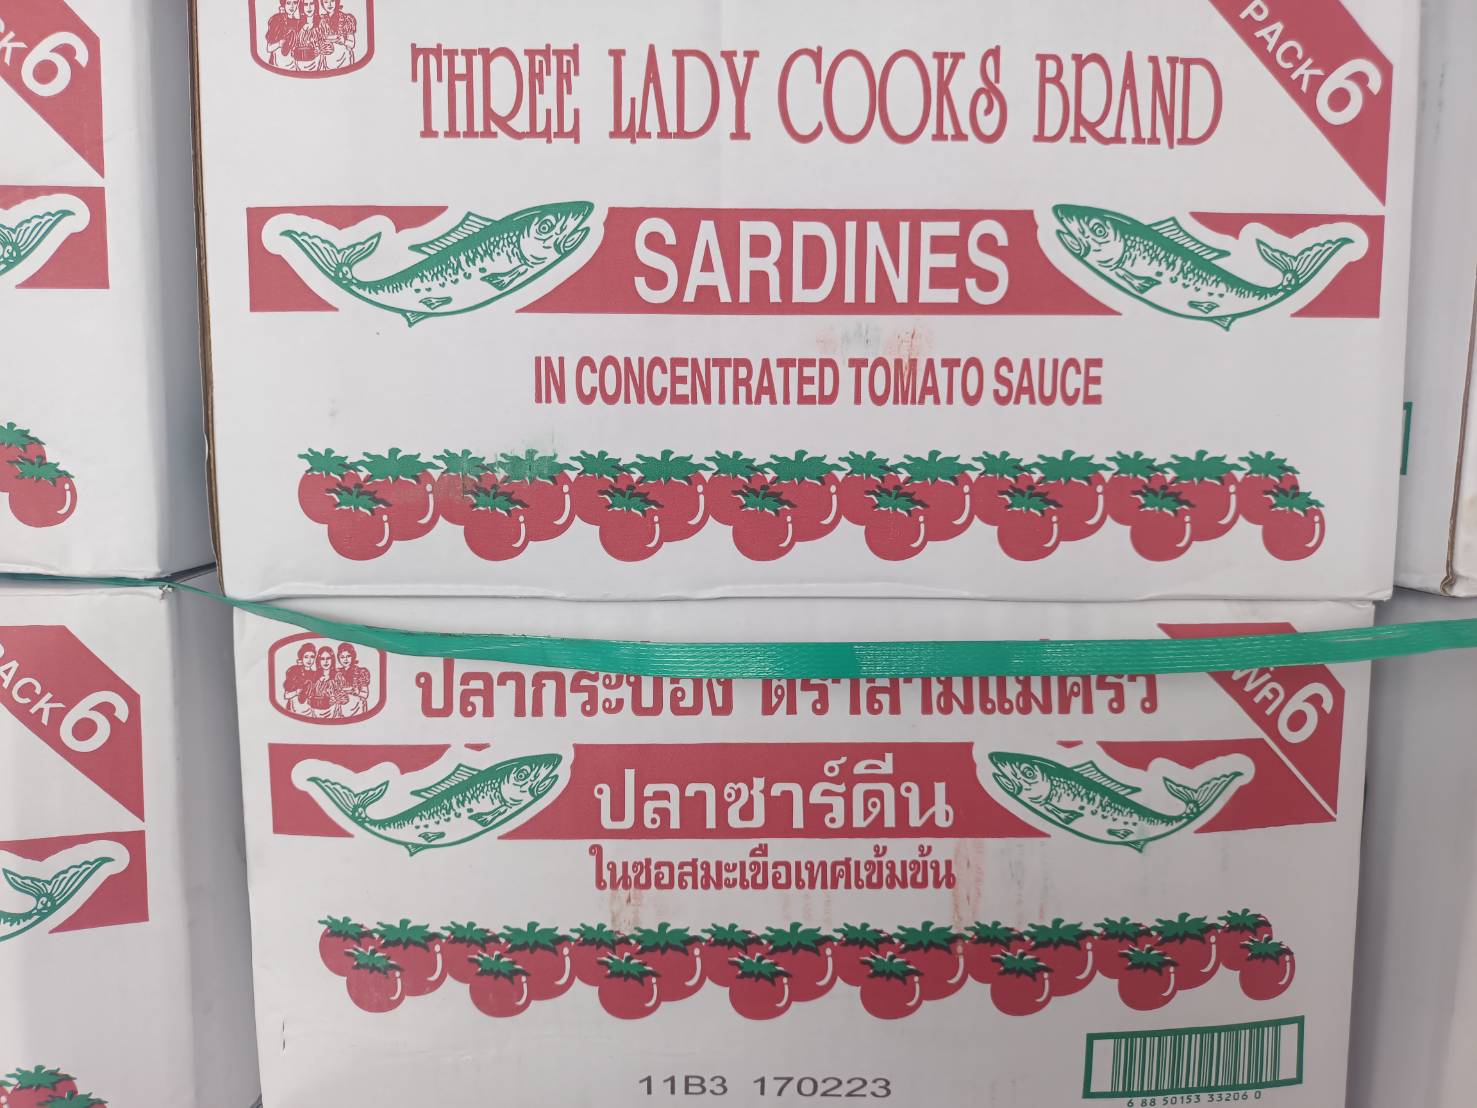 PACK 6
THREE LADY COOKS BRAND
PACK 6
SARDINES
IN CONCENTRATED TOMATO SAUCE
PACK 6
ปลากระป๋อง ตราสามแม่ครัว
แพ็ค 6
ปลาซาร์ดีน
ในซอสมะเขือเทศเข้มข้น
11B3 170223
6 88 50153 33206 0